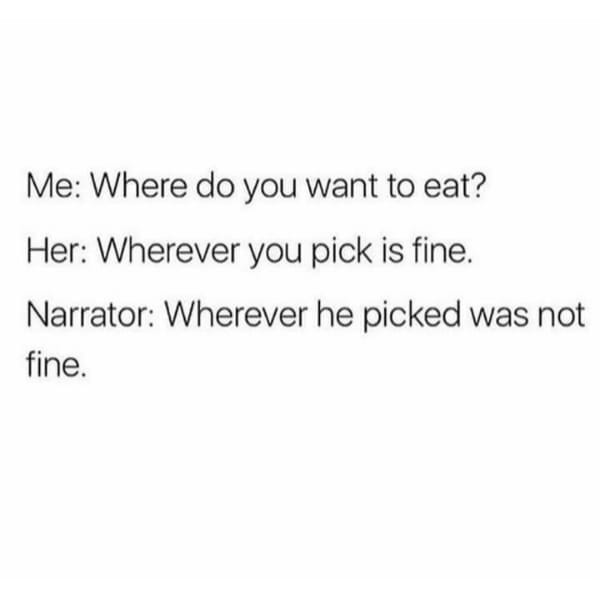 Me: Where do you want to eat?
Her: Wherever you pick is fine.
Narrator: Wherever he picked was not
fine.